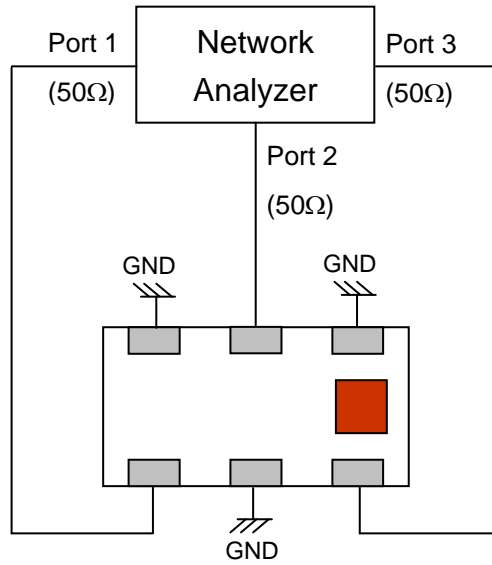 Port 1
(50Ω)
Network
Analyzer
Port 3
(50Ω)
Port 2
(50Ω)
GND
GND
GND